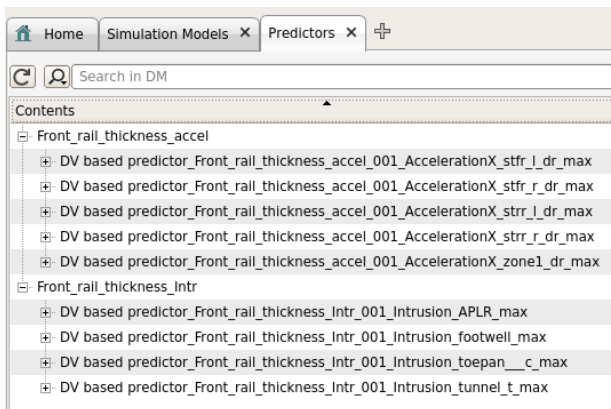 Home
Simulation Models
Predictors
Search in DM
Contents
Front_rail_thickness_accel
DV based predictor_Front_rail_thickness_accel_001_AccelerationX_stfr_l_dr_max
DV based predictor_Front_rail_thickness_accel_001_AccelerationX_stfr_r_dr_max
DV based predictor_Front_rail_thickness_accel_001_AccelerationX_strr_l_dr_max
DV based predictor_Front_rail_thickness_accel_001_AccelerationX_strr_r_dr_max
DV based predictor_Front_rail_thickness_accel_001_AccelerationX_zone1_dr_max
Front_rail_thickness_Intr
DV based predictor_Front_rail_thickness_Intr_001_Intrusion_APLR_max
DV based predictor_Front_rail_thickness_Intr_001_Intrusion_footwell_max
DV based predictor_Front_rail_thickness_Intr_001_Intrusion_toepan___c_max
DV based predictor_Front_rail_thickness_Intr_001_Intrusion_tunnel_t_max